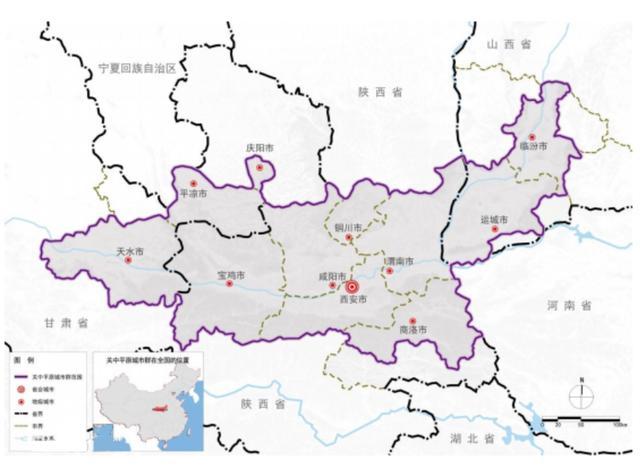 山西省
宁夏回族自治区
陕西省
临汾市
庆阳市
平凉市
运城市
铜川市
天水市
渭南市
宝鸡市
咸阳市
西安市
河南省
商洛市
甘肃省
图例
关中平原城市群在全国的位置
关中平原城市群范围
省会城市
地级城市
省界
市界
陕西省
湖北省
N
0
20
50
100km